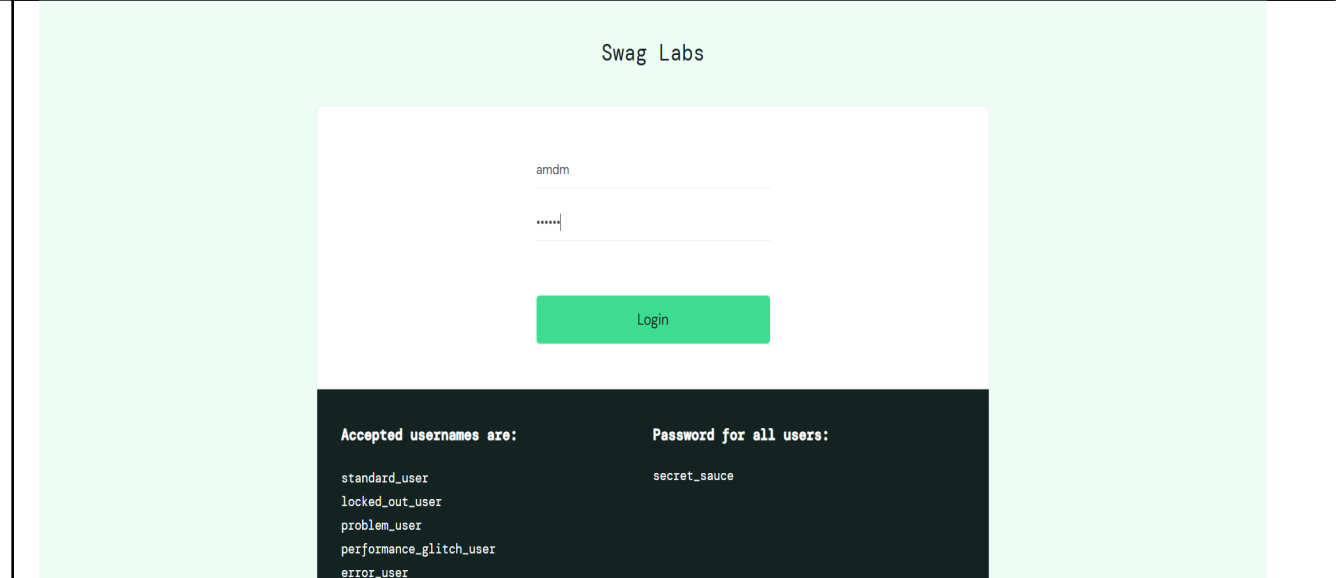 Swag Labs
amdm
••••••
Login
Accepted usernames are:
standard_user
locked_out_user
problem_user
performance_glitch_user
error_user
Password for all users:
secret_sauce